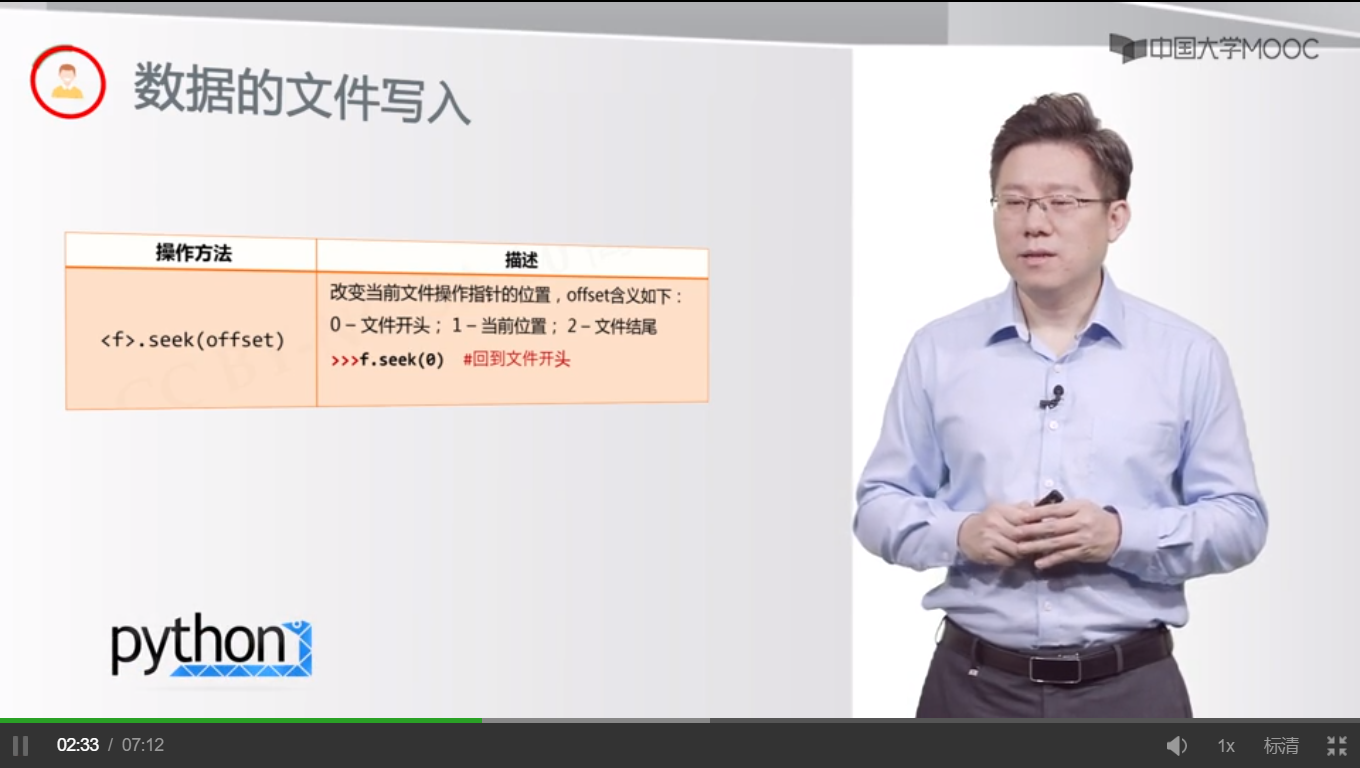 中国大学MOOC
数据的文件写入
操作方法
描述
<f>.seek(offset)
改变当前文件操作指针的位置，offset含义如下：
0 – 文件开头； 1 – 当前位置； 2 – 文件结尾
>>>f.seek(0) #回到文件开头
python
02:33 / 07:12
1x
标清